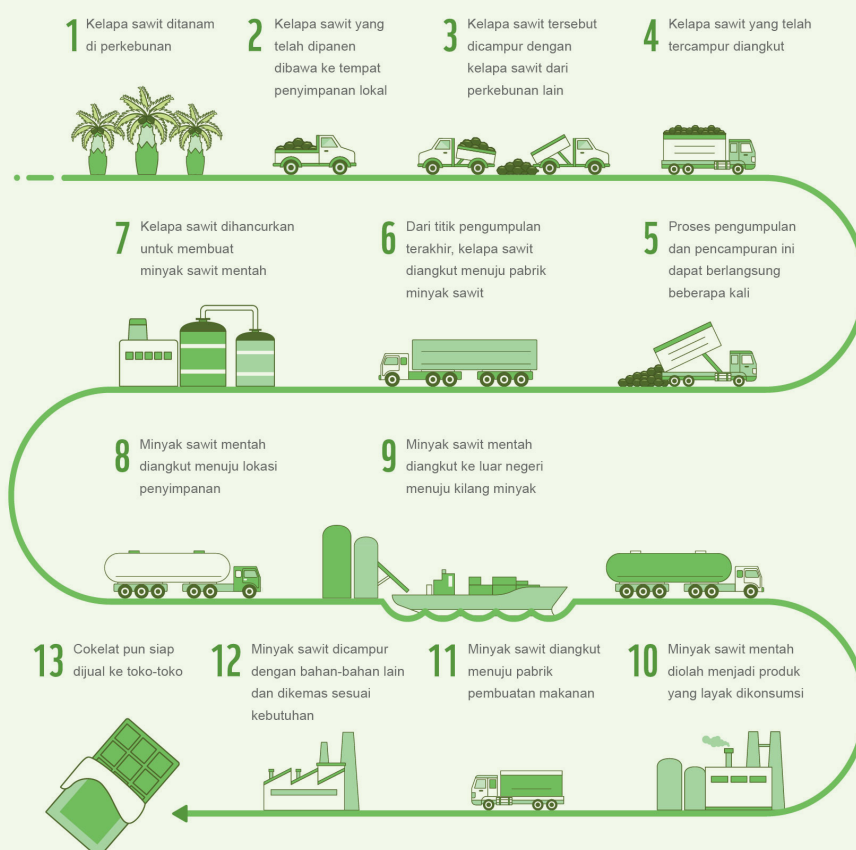 1 Kelapa sawit ditanam
di perkebunan
2 Kelapa sawit yang
telah dipanen
dibawa ke tempat
penyimpanan lokal
3 Kelapa sawit tersebut
dicampur dengan
kelapa sawit dari
perkebunan lain
4 Kelapa sawit yang telah
tercampur diangkut
5 Proses pengumpulan
dan pencampuran ini
dapat berlangsung
beberapa kali
6 Dari titik pengumpulan
terakhir, kelapa sawit
diangkut menuju pabrik
minyak sawit
7 Kelapa sawit dihancurkan
untuk membuat
minyak sawit mentah
8 Minyak sawit mentah
diangkut menuju lokasi
penyimpanan
9 Minyak sawit mentah
diangkut ke luar negeri
menuju kilang minyak
10 Minyak sawit mentah
diolah menjadi produk
yang layak dikonsumsi
11 Minyak sawit diangkut
menuju pabrik
pembuatan makanan
12 Minyak sawit dicampur
dengan bahan-bahan lain
dan dikemas sesuai
kebutuhan
13 Cokelat pun siap
dijual ke toko-toko